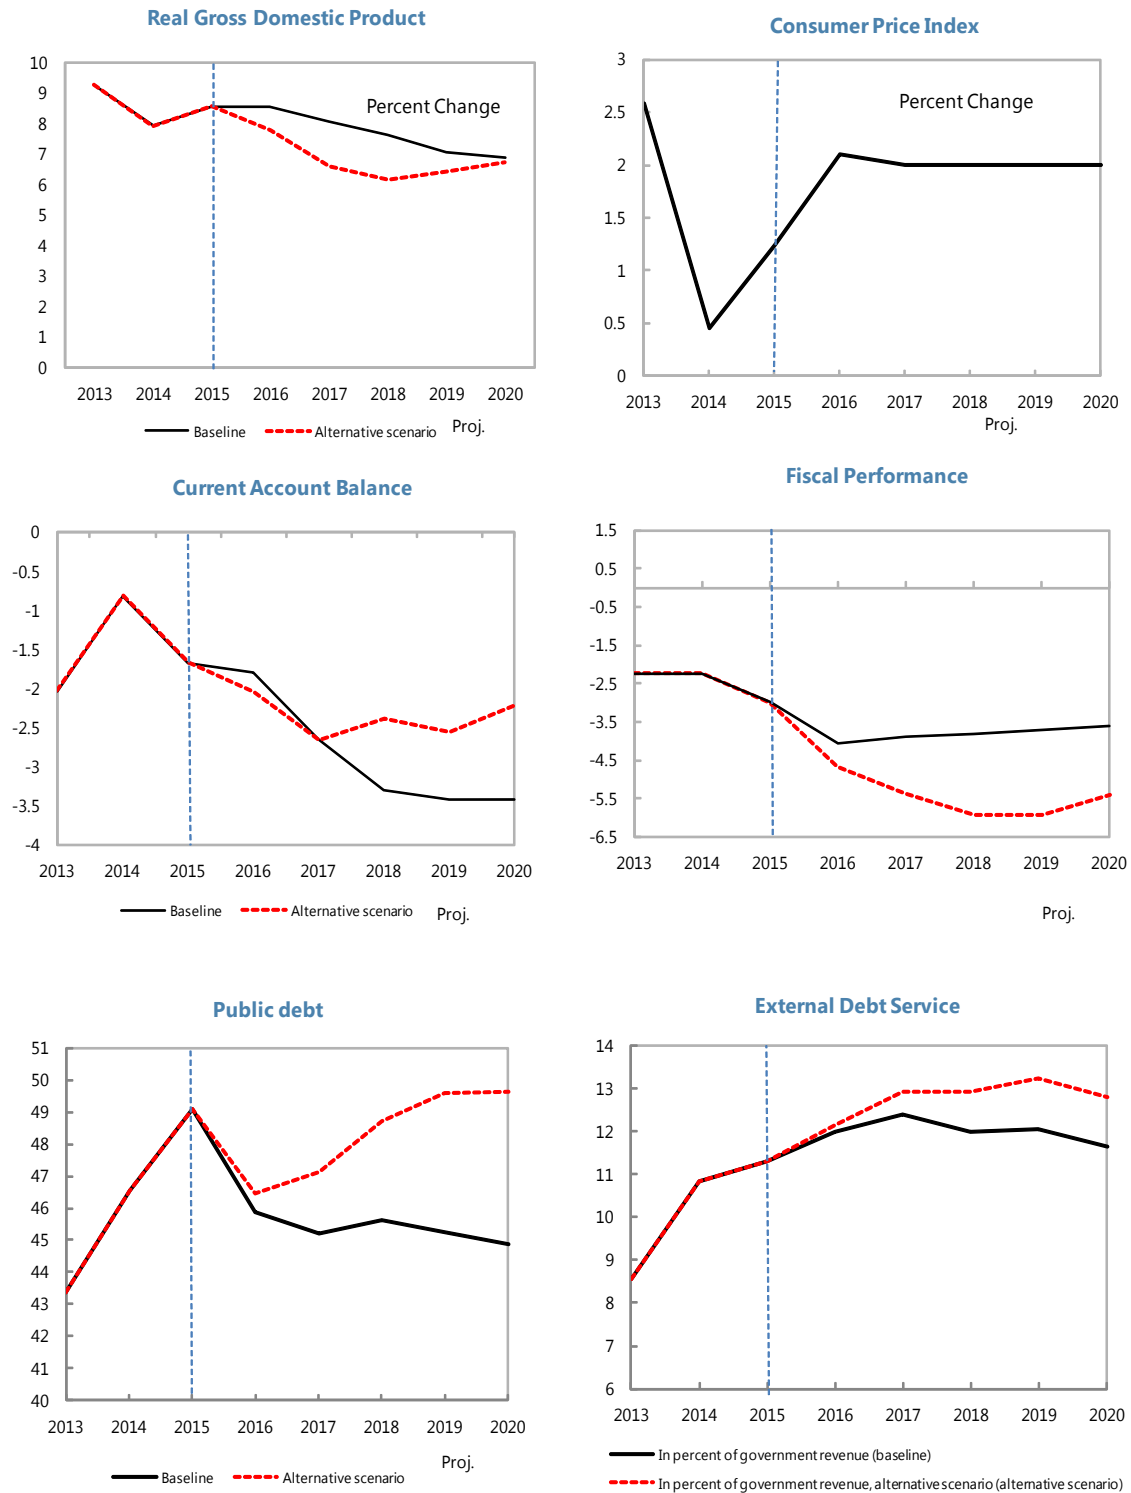 Real Gross Domestic Product
10
9
8
7
6
5
4
3
2
1
0
Percent Change
2013 2014 2015 2016 2017 2018 2019 2020
Baseline Alternative scenario Proj.
Consumer Price Index
3
2.5
2
1.5
1
0.5
0
Percent Change
2013 2014 2015 2016 2017 2018 2019 2020
Proj.
Current Account Balance
0
-0.5
-1
-1.5
-2
-2.5
-3
-3.5
-4
2013 2014 2015 2016 2017 2018 2019 2020
Baseline Alternative scenario Proj.
Fiscal Performance
1.5
0.5
-0.5
-1.5
-2.5
-3.5
-4.5
-5.5
-6.5
2013 2014 2015 2016 2017 2018 2019 2020
Proj.
Public debt
51
50
49
48
47
46
45
44
43
42
41
40
2013 2014 2015 2016 2017 2018 2019 2020
Proj.
Baseline Alternative scenario
External Debt Service
14
13
12
11
10
9
8
7
6
2013 2014 2015 2016 2017 2018 2019 2020
In percent of government revenue (baseline)
In percent of government revenue, alternative scenario (alternative scenario)